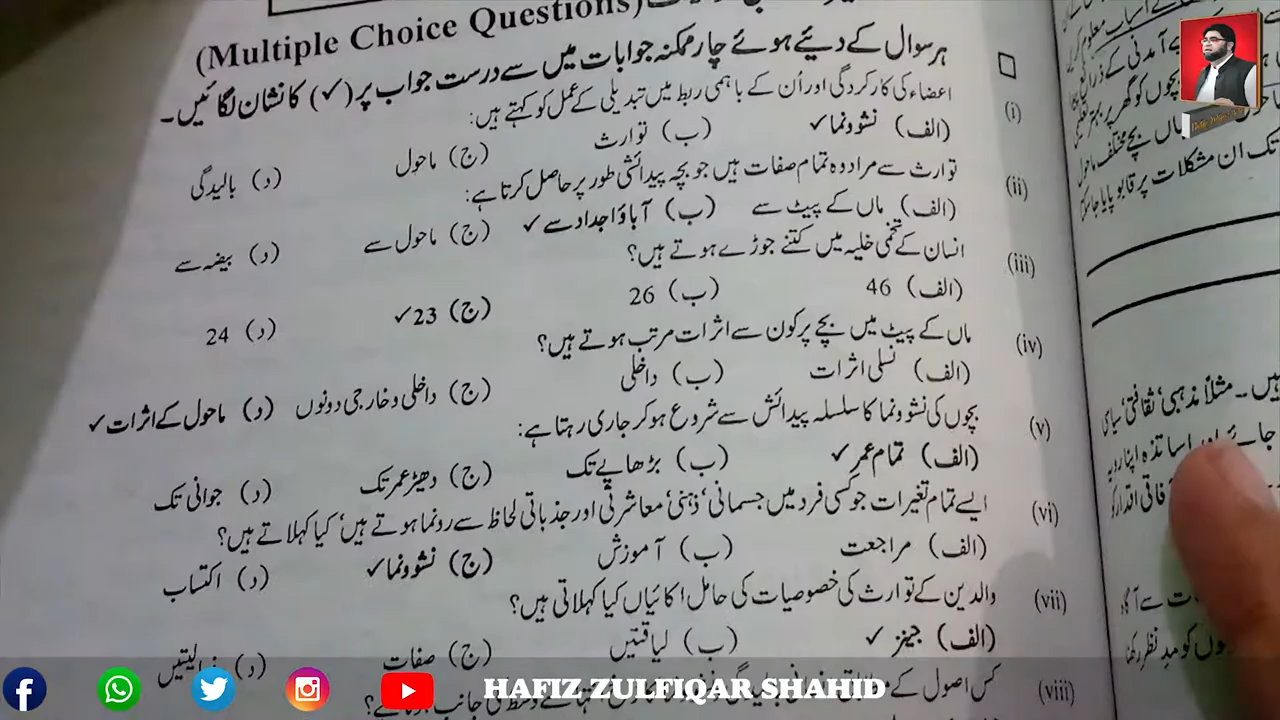 (Multiple Choice Questions)
ہر سوال کے دیئے ہوئے چار ممکنہ جوابات میں سے درست جواب پر (✓) کا نشان لگائیں۔
(i) اعضاء کی کارکردگی اور اُن کے باہمی ربط میں تبدیلی کے عمل کو کہتے ہیں:
(الف) نشوونما ✓ (ب) توارث (ج) ماحول (د) بالیدگی
(ii) توارث سے مراد وہ تمام صفات ہیں جو بچہ پیدائشی طور پر حاصل کرتا ہے:
(الف) ماں کے پیٹ سے (ب) آباؤ اجداد سے ✓ (ج) ماحول سے (د) بیضہ سے
(iii) انسان کے تخمی خلیہ میں کتنے جوڑے ہوتے ہیں؟
(الف) 46 (ب) 26 (ج) 23 ✓ (د) 24
(iv) ماں کے پیٹ میں بچے پر کون سے اثرات مرتب ہوتے ہیں؟
(الف) نسلی اثرات (ب) داخلی (ج) داخلی و خارجی دونوں (د) ماحول کے اثرات ✓
(v) بچوں کی نشوونما کا سلسلہ پیدائش سے شروع ہو کر جاری رہتا ہے:
(الف) تمام عمر ✓ (ب) بڑھاپے تک (ج) دھیڑ عمر تک (د) جوانی تک
(vi) ایسے تمام تغیرات جو کسی فرد میں جسمانی‘ ذہنی‘ معاشرتی اور جذباتی لحاظ سے رونما ہوتے ہیں‘ کیا کہلاتے ہیں؟
(الف) مراجعت (ب) آموزش (ج) نشوونما ✓ (د) اکتساب
(vii) والدین کے توارث کی خصوصیات کی حامل اکائیاں کیا کہلاتی ہیں؟
(الف) جینز ✓ (ب) لیاقتیں (ج) صفات (د)
(viii) کس اصول کے
HAFIZ ZULFIQAR SHAHID